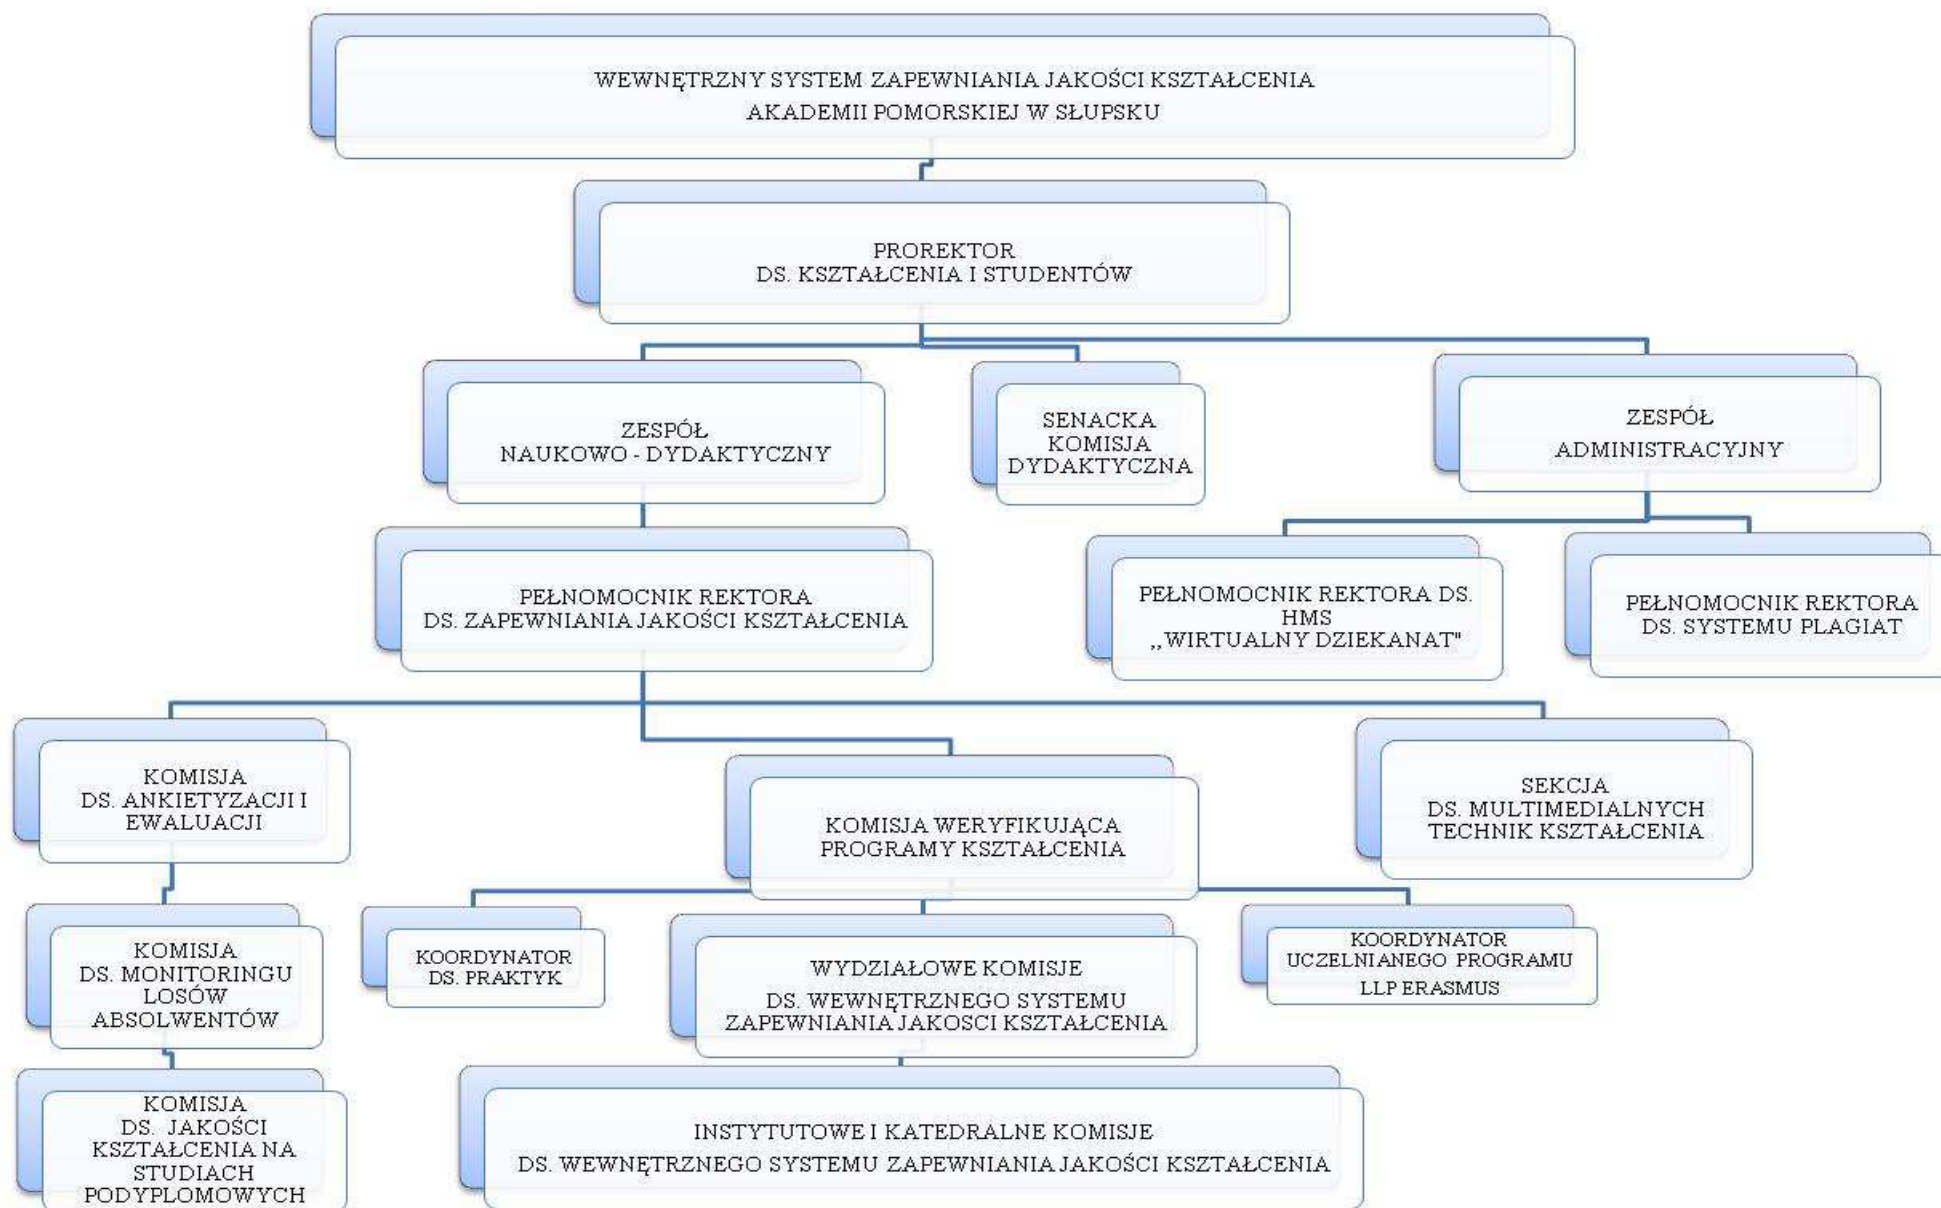 WEWNĘTRZNY SYSTEM ZAPEWNIANIA JAKOŚCI KSZTAŁCENIA
AKADEMII POMORSKIEJ W SŁUPSKU
PROREKTOR
DS. KSZTAŁCENIA I STUDENTÓW
ZESPÓŁ
NAUKOWO - DYDAKTYCZNY
SENACKA
KOMISJA
DYDAKTYCZNA
ZESPÓŁ
ADMINISTRACYJNY
PEŁNOMOCNIK REKTORA
DS. ZAPEWNIANIA JAKOŚCI KSZTAŁCENIA
PEŁNOMOCNIK REKTORA DS.
HMS
,,WIRTUALNY DZIEKANAT"
PEŁNOMOCNIK REKTORA
DS. SYSTEMU PLAGIAT
KOMISJA
DS. ANKIETYZACJI I
EWALUACJI
KOMISJA WERYFIKUJĄCA
PROGRAMY KSZTAŁCENIA
SEKCJA
DS. MULTIMEDIALNYCH
TECHNIK KSZTAŁCENIA
KOMISJA
DS. MONITORINGU
LOSÓW
ABSOLWENTÓW
KOORDYNATOR
DS. PRAKTYK
WYDZIAŁOWE KOMISJE
DS. WEWNĘTRZNEGO SYSTEMU
ZAPEWNIANIA JAKOSCI KSZTAŁCENIA
KOORDYNATOR
UCZELNIANEGO PROGRAMU
LLP ERASMUS
KOMISJA
DS. JAKOŚCI
KSZTAŁCENIA NA
STUDIACH
PODYPLOMOWYCH
INSTYTUTOWE I KATEDRALNE KOMISJE
DS. WEWNĘTRZNEGO SYSTEMU ZAPEWNIANIA JAKOŚCI KSZTAŁCENIA